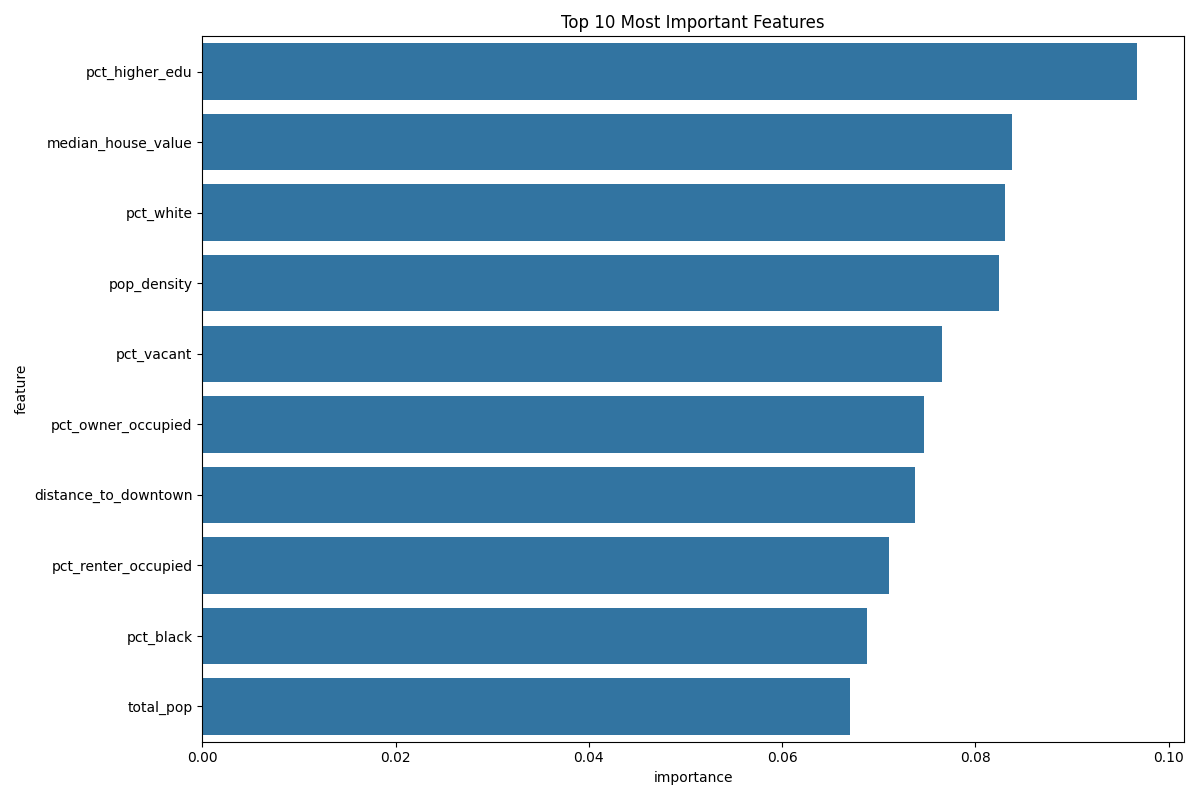 Top 10 Most Important Features
pct_higher_edu
median_house_value
pct_white
pop_density
pct_vacant
pct_owner_occupied
distance_to_downtown
pct_renter_occupied
pct_black
total_pop
feature
0.00 0.02 0.04 0.06 0.08 0.10
importance